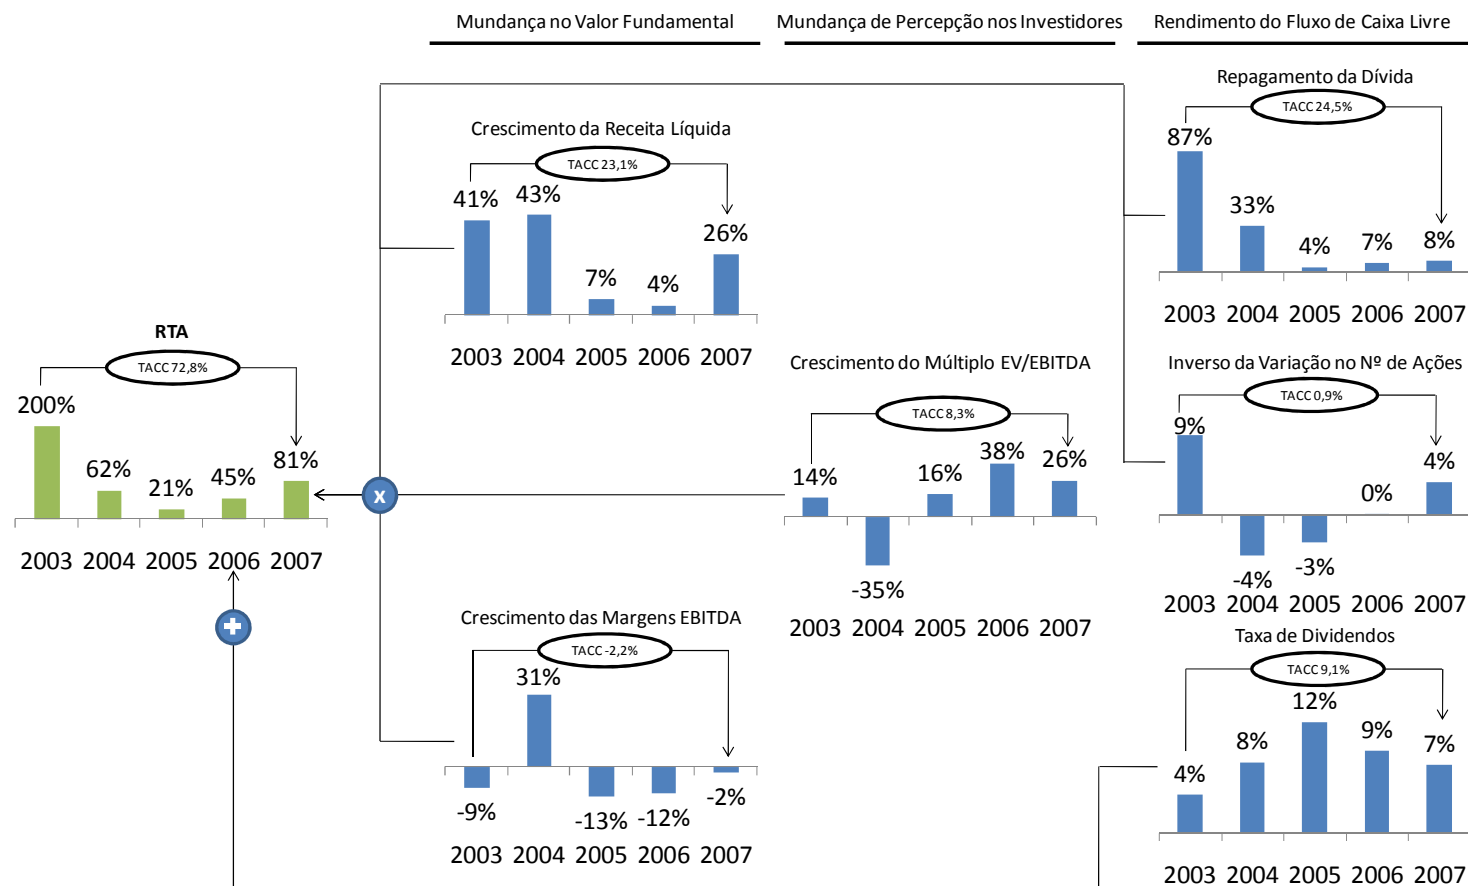 Mundança no Valor Fundamental
Mundança de Percepção nos Investidores
Rendimento do Fluxo de Caixa Livre
RTA
TACC 72,8%
200% 62% 21% 45% 81%
2003 2004 2005 2006 2007
x
+
Crescimento da Receita Líquida
TACC 23,1%
41% 43% 7% 4% 26%
2003 2004 2005 2006 2007
Crescimento das Margens EBITDA
TACC -2,2%
-9% 31% -13% -12% -2%
2003 2004 2005 2006 2007
Crescimento do Múltiplo EV/EBITDA
TACC 8,3%
14% -35% 16% 38% 26%
2003 2004 2005 2006 2007
Repagamento da Dívida
TACC 24,5%
87% 33% 4% 7% 8%
2003 2004 2005 2006 2007
Inverso da Variação no Nº de Ações
TACC 0,9%
9% -4% -3% 0% 4%
2003 2004 2005 2006 2007
Taxa de Dividendos
TACC 9,1%
4% 8% 12% 9% 7%
2003 2004 2005 2006 2007